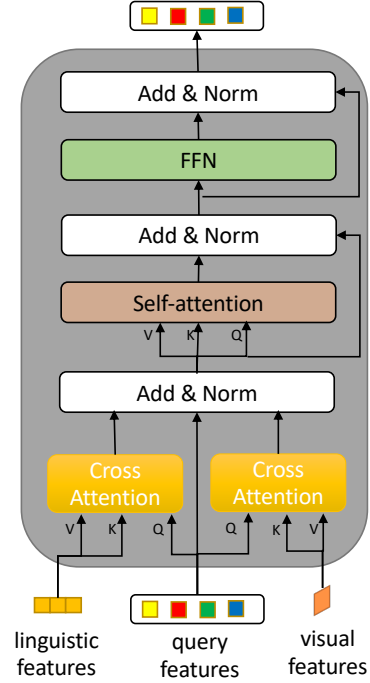 Add & Norm
FFN
Add & Norm
Self-attention
V K Q
Add & Norm
Cross Attention
Cross Attention
V K Q Q K V
linguistic features
query features
visual features